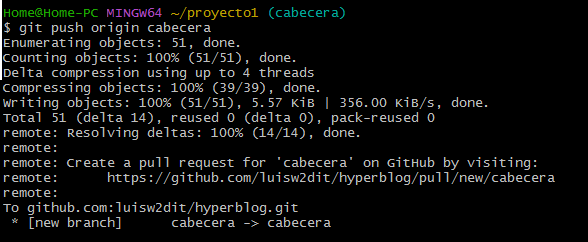 Home@Home-PC MINGW64 ~/proyecto1 (cabecera)
$ git push origin cabecera
Enumerating objects: 51, done.
Counting objects: 100% (51/51), done.
Delta compression using up to 4 threads
Compressing objects: 100% (39/39), done.
Writing objects: 100% (51/51), 5.57 KiB | 356.00 KiB/s, done.
Total 51 (delta 14), reused 0 (delta 0), pack-reused 0
remote: Resolving deltas: 100% (14/14), done.
remote:
remote: Create a pull request for 'cabecera' on GitHub by visiting:
remote:      https://github.com/luisw2dit/hyperblog/pull/new/cabecera
remote:
To github.com:luisw2dit/hyperblog.git
 * [new branch]      cabecera -> cabecera